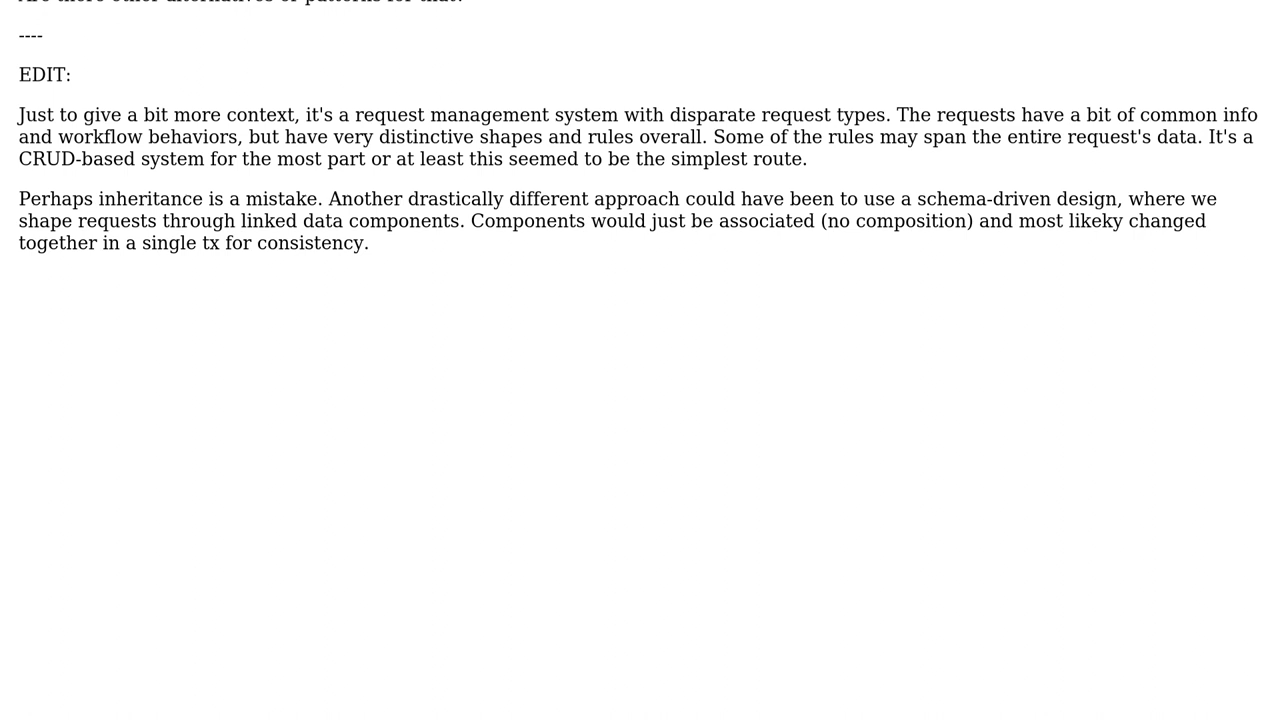 ----
EDIT:
Just to give a bit more context, it's a request management system with disparate request types. The requests have a bit of common info
and workflow behaviors, but have very distinctive shapes and rules overall. Some of the rules may span the entire request's data. It's a
CRUD-based system for the most part or at least this seemed to be the simplest route.
Perhaps inheritance is a mistake. Another drastically different approach could have been to use a schema-driven design, where we
shape requests through linked data components. Components would just be associated (no composition) and most likeky changed
together in a single tx for consistency.